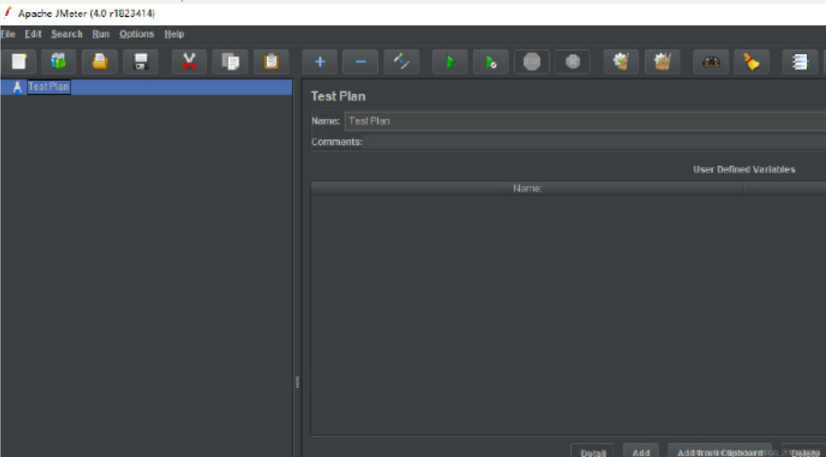 Apache JMeter (4.0 r1823414)
File Edit Search Run Options Help
Test Plan
Test Plan
Name: Test Plan
Comments:
User Defined Variables
Name:
Detail Add Add from Clipboard Delete